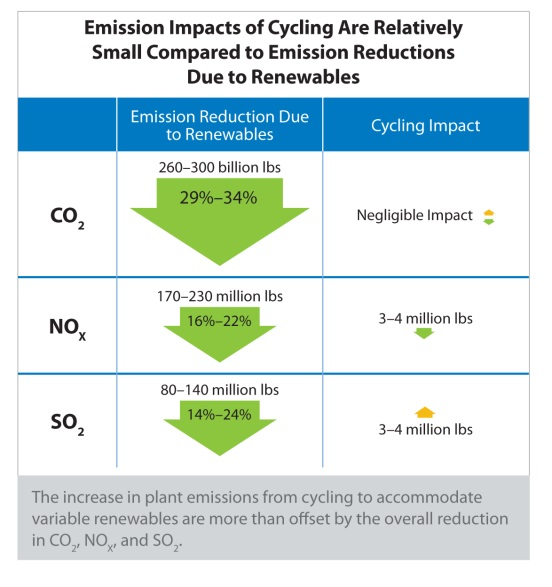 Emission Impacts of Cycling Are Relatively
Small Compared to Emission Reductions
Due to Renewables
Emission Reduction Due
to Renewables
Cycling Impact
CO₂
260–300 billion lbs
29%–34%
Negligible Impact
NOₓ
170–230 million lbs
16%–22%
3–4 million lbs
SO₂
80–140 million lbs
14%–24%
3–4 million lbs
The increase in plant emissions from cycling to accommodate
variable renewables are more than offset by the overall reduction
in CO₂, NOₓ, and SO₂.